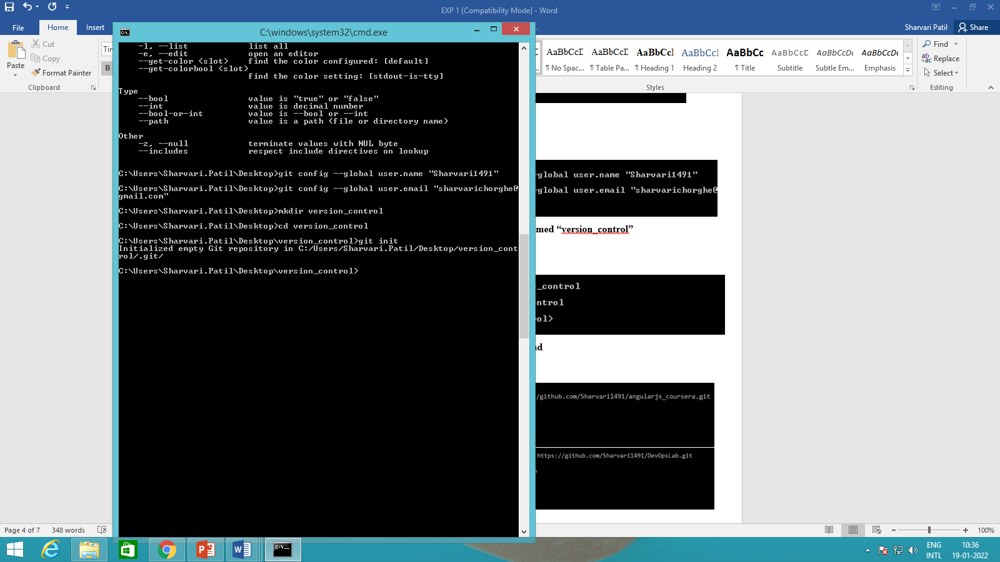 EXP 1 [Compatibility Mode] - Word
File
Home
Insert
Sharvari Patil
Share
C:\windows\system32\cmd.exe
Paste
Cut
Copy
Format Painter
Clipboard
B
AaBbCcD
AaBbCcD
AaBbCcD
AaBbCcD
AaBbCc
AaBbCcD
AaBbCcDc
AaBbCcDc
¶ No Spac...
¶ Table Pa...
¶ Heading 1
Heading 2
¶ Title
Subtitle
Subtle Em...
Emphasis
Styles
Find
Replace
Select
Editing
-l, --list list all
-e, --edit open an editor
--get-color <slot> find the color configured: [default]
--get-colorbool <slot>
find the color setting: [stdout-is-tty]
Type
--bool value is "true" or "false"
--int value is decimal number
--bool-or-int value is --bool or --int
--path value is a path (file or directory name)
Other
-z, --null terminate values with NUL byte
--includes respect include directives on lookup
C:\Users\Sharvari.Patil\Desktop>git config --global user.name "Sharvari1491"
C:\Users\Sharvari.Patil\Desktop>git config --global user.email "sharvarichorghe@
gmail.com"
C:\Users\Sharvari.Patil\Desktop>mkdir version_control
C:\Users\Sharvari.Patil\Desktop>cd version_control
C:\Users\Sharvari.Patil\Desktop\version_control>git init
Initialized empty Git repository in C:/Users/Sharvari.Patil/Desktop/version_cont
rol/.git/
C:\Users\Sharvari.Patil\Desktop\version_control>
-global user.name "Sharvari1491"
-global user.email "sharvarichorghe@
med “version_control”
_control
ntrol
ol>
nd
/github.com/Sharvari1491/angularjs_coursera.git
https://github.com/Sharvari1491/DevOpsLab.git
Page 4 of 7
348 words
100%
ENG
INTL
10:36
19-01-2022